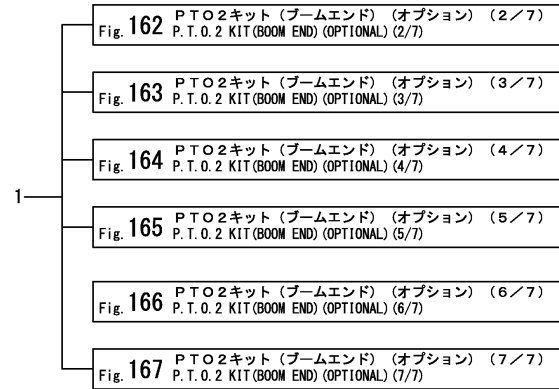 PTO2キット（ブームエンド）（オプション）（2／7）
Fig. 162 P.T.O.2 KIT(BOOM END)(OPTIONAL)(2/7)
PTO2キット（ブームエンド）（オプション）（3／7）
Fig. 163 P.T.O.2 KIT(BOOM END)(OPTIONAL)(3/7)
PTO2キット（ブームエンド）（オプション）（4／7）
Fig. 164 P.T.O.2 KIT(BOOM END)(OPTIONAL)(4/7)
1
PTO2キット（ブームエンド）（オプション）（5／7）
Fig. 165 P.T.O.2 KIT(BOOM END)(OPTIONAL)(5/7)
PTO2キット（ブームエンド）（オプション）（6／7）
Fig. 166 P.T.O.2 KIT(BOOM END)(OPTIONAL)(6/7)
PTO2キット（ブームエンド）（オプション）（7／7）
Fig. 167 P.T.O.2 KIT(BOOM END)(OPTIONAL)(7/7)